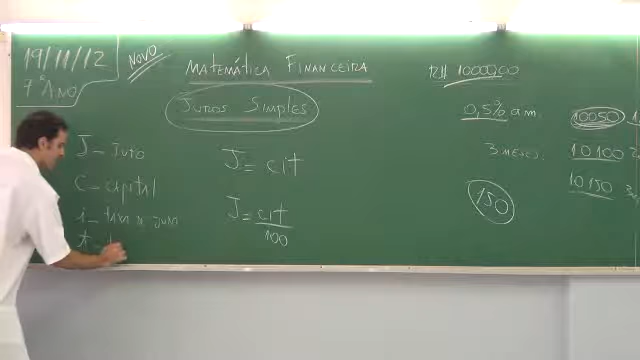 19/11/12
7º Ano
NOVO
Matemática Financeira
Juros Simples
J - Juro
c - capital
i - taxa de juro
t -
J = cit
J = cit
100
R$ 10000,00
0,5% a.m.
3 meses
150
10050
10100
10150